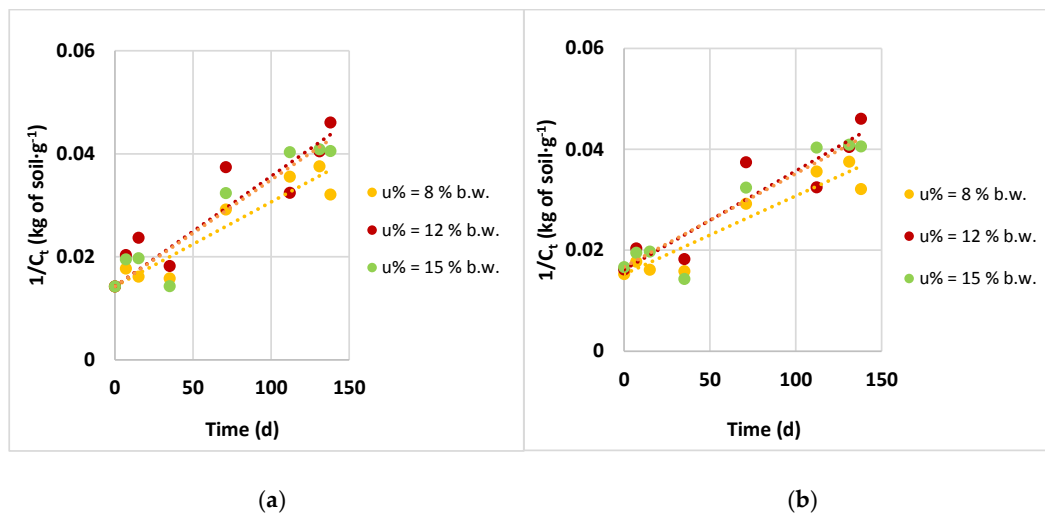 0.06
0.04
0.02
0
0
50
100
150
1/Cₜ (kg of soil·g⁻¹)
Time (d)
u% = 8 % b.w.
u% = 12 % b.w.
u% = 15 % b.w.
(a)
0.06
0.04
0.02
0
0
50
100
150
1/Cₜ (kg of soil·g⁻¹)
Time (d)
u% = 8 % b.w.
u% = 12 % b.w.
u% = 15 % b.w.
(b)